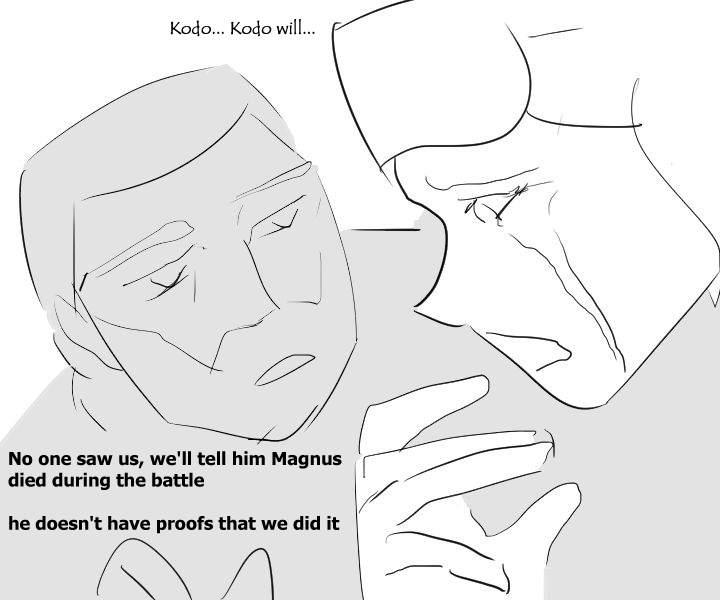 Kodo... Kodo will...
No one saw us, we'll tell him Magnus
died during the battle
he doesn't have proofs that we did it